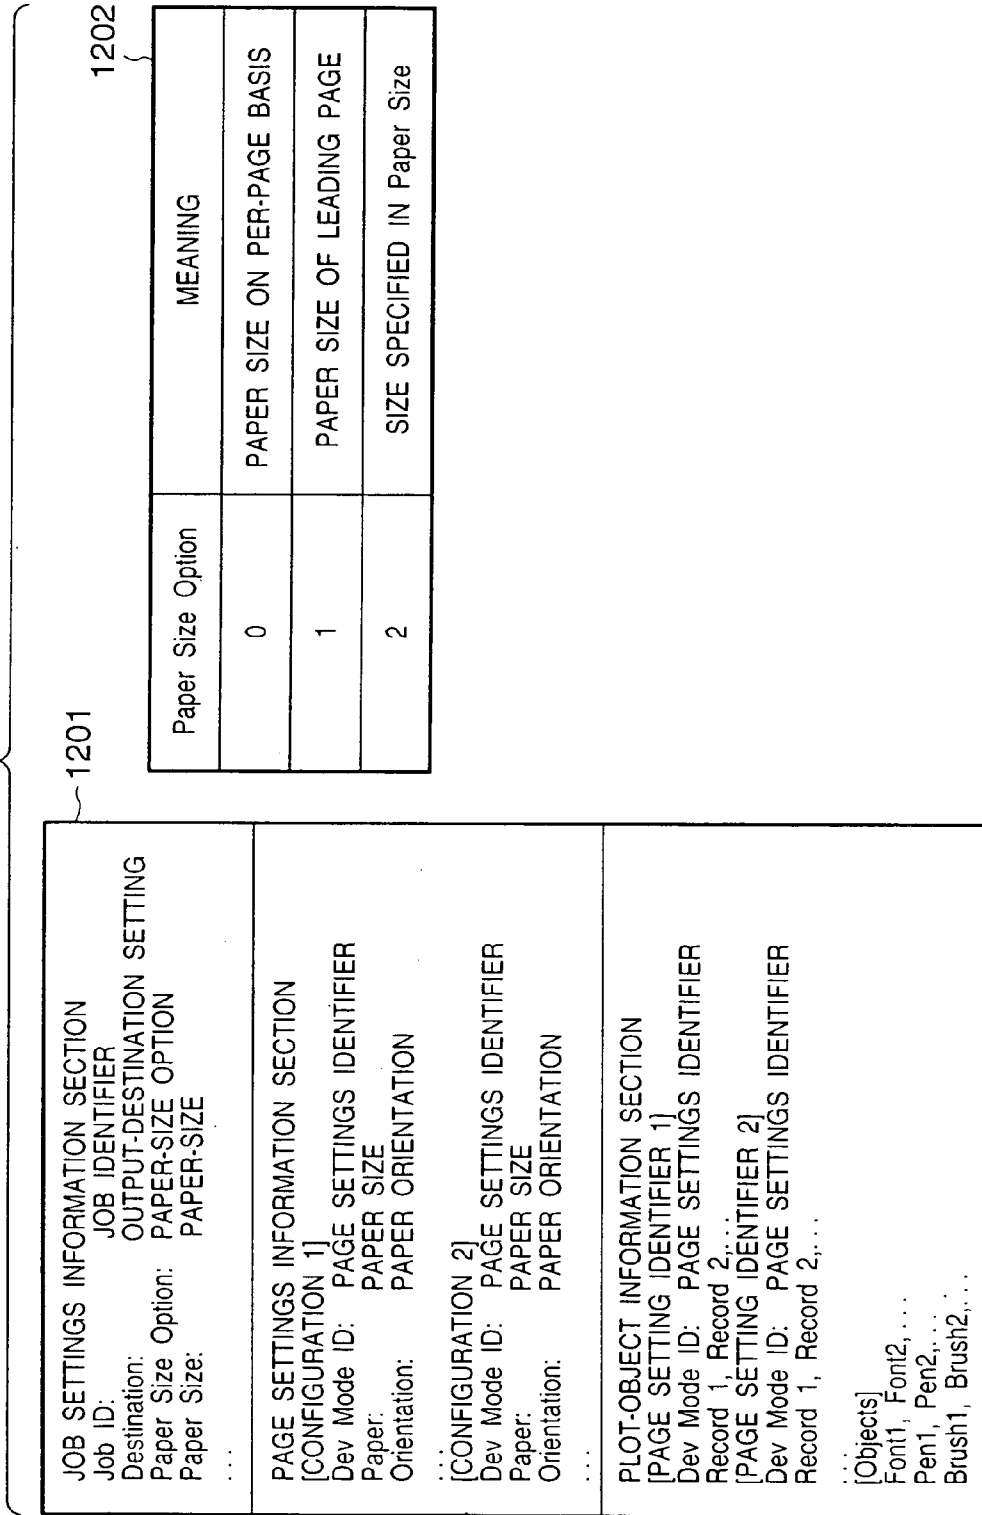 1201
JOB SETTINGS INFORMATION SECTION
Job ID: JOB IDENTIFIER
Destination: OUTPUT-DESTINATION SETTING
Paper Size Option: PAPER-SIZE OPTION
Paper Size: PAPER-SIZE
...
PAGE SETTINGS INFORMATION SECTION
[CONFIGURATION 1]
Dev Mode ID: PAGE SETTINGS IDENTIFIER
Paper: PAPER SIZE
Orientation: PAPER ORIENTATION
...
[CONFIGURATION 2]
Dev Mode ID: PAGE SETTINGS IDENTIFIER
Paper: PAPER SIZE
Orientation: PAPER ORIENTATION
...
PLOT-OBJECT INFORMATION SECTION
[PAGE SETTING IDENTIFIER 1]
Dev Mode ID: PAGE SETTINGS IDENTIFIER
Record 1, Record 2,...
[PAGE SETTING IDENTIFIER 2]
Dev Mode ID: PAGE SETTINGS IDENTIFIER
Record 1, Record 2,...
...
[Objects]
Font1, Font2,...
Pen1, Pen2,...
Brush1, Brush2,...
1202
Paper Size Option MEANING
0 PAPER SIZE ON PER-PAGE BASIS
1 PAPER SIZE OF LEADING PAGE
2 SIZE SPECIFIED IN Paper Size